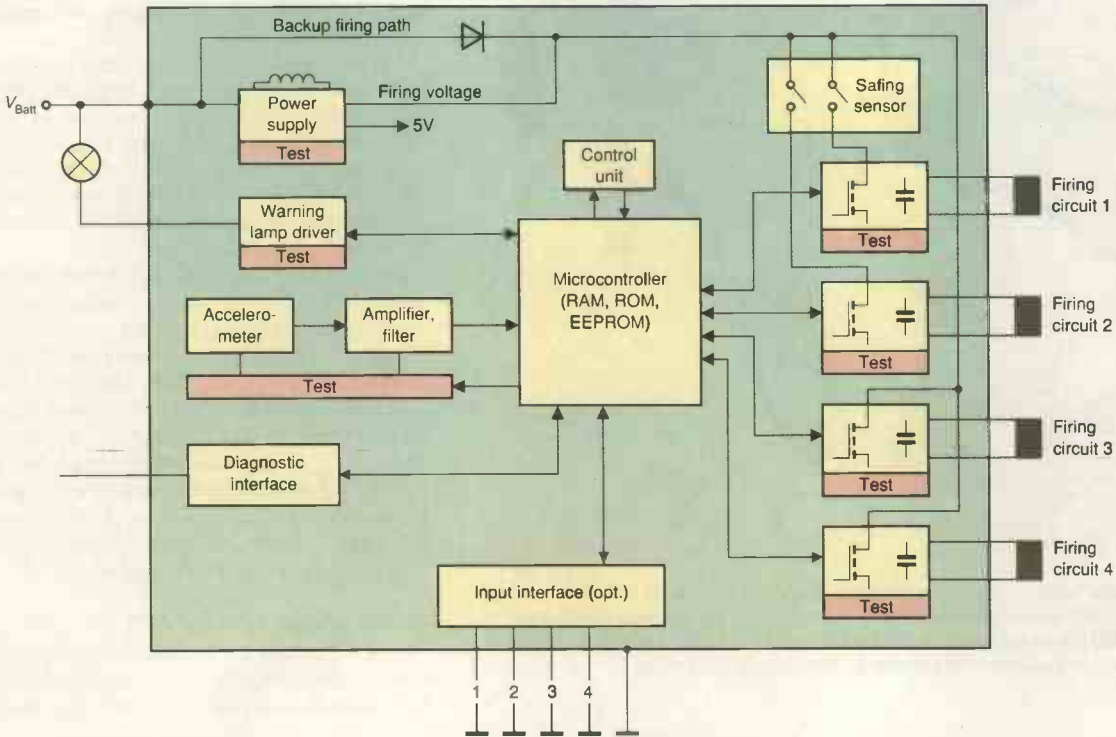 Backup firing path
V_Batt
Power
supply
Test
Firing voltage
5V
Safing
sensor
Control
unit
Warning
lamp driver
Test
Microcontroller
(RAM, ROM,
EEPROM)
Accelero-
meter
Amplifier,
filter
Test
Diagnostic
interface
Input interface (opt.)
1
2
3
4
Test
Firing
circuit 1
Test
Firing
circuit 2
Test
Firing
circuit 3
Test
Firing
circuit 4